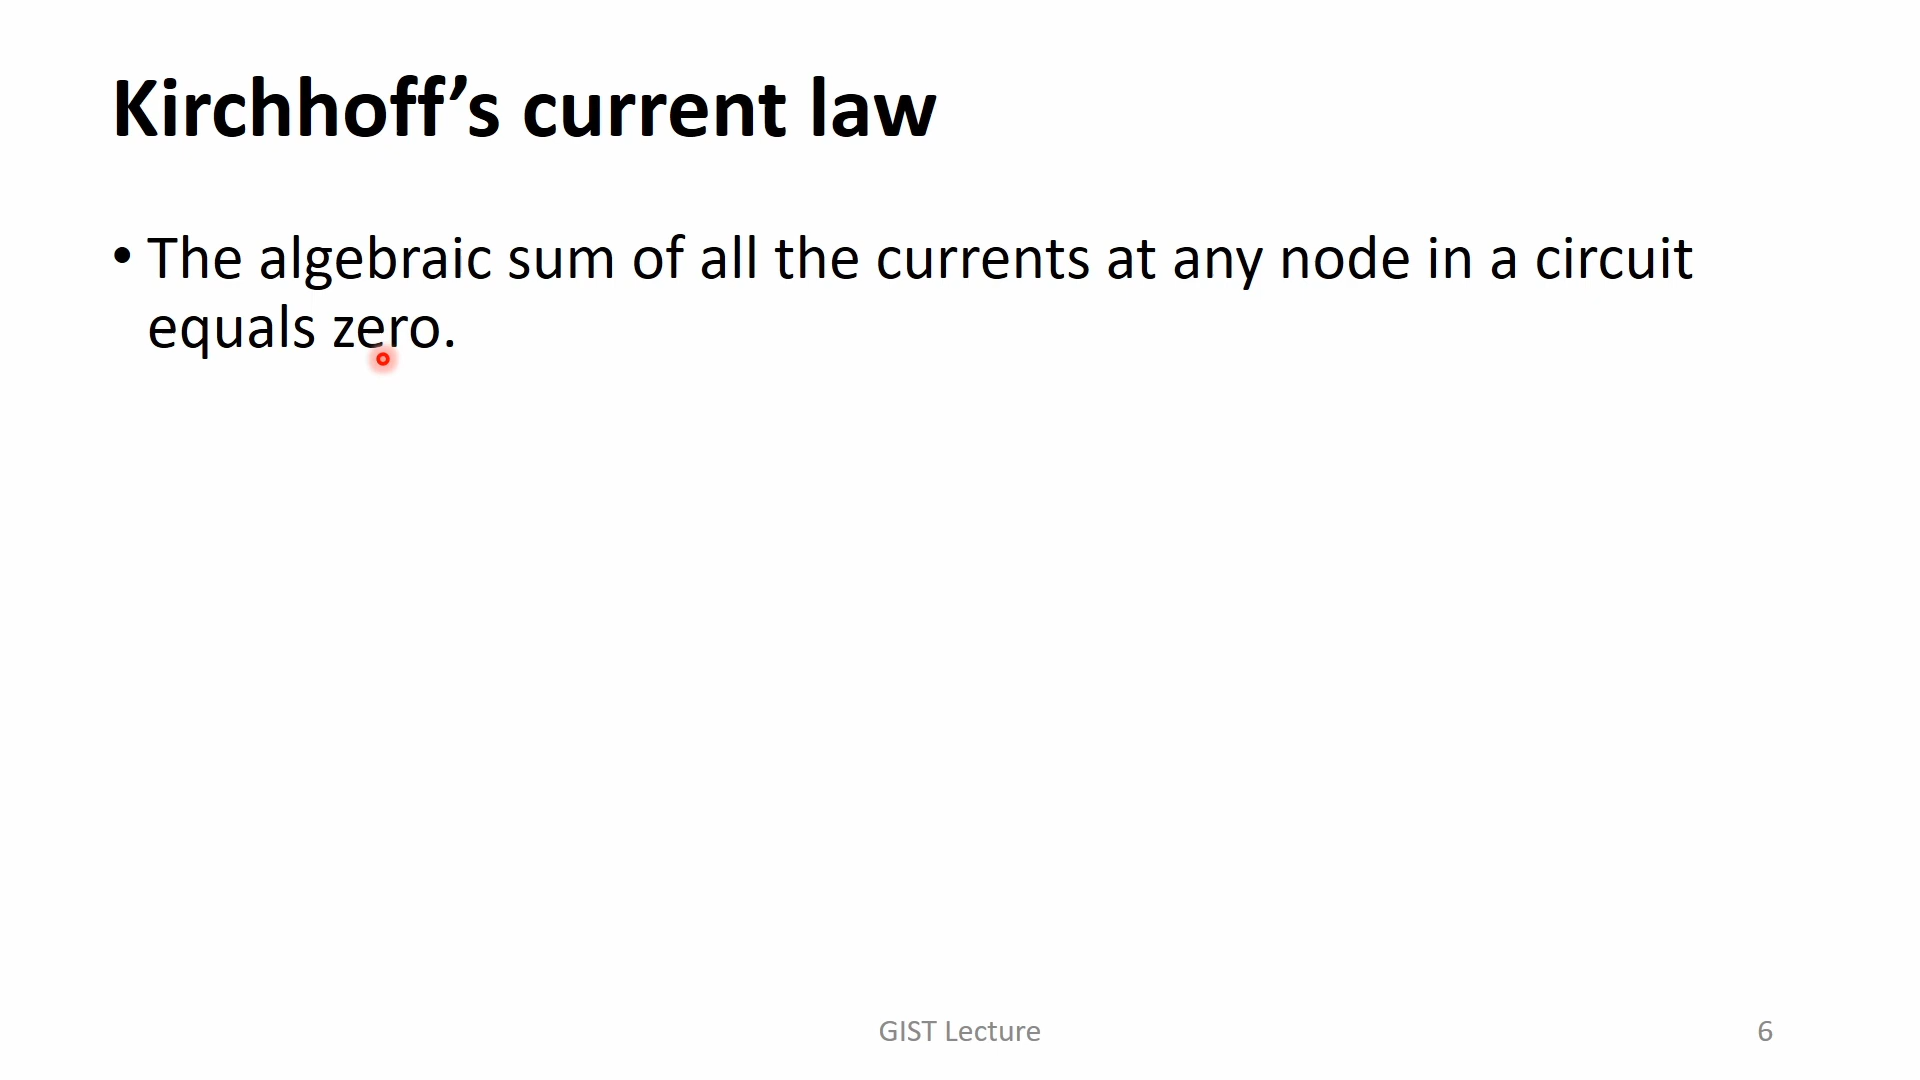 Kirchhoff’s current law
• The algebraic sum of all the currents at any node in a circuit
equals zero.
GIST Lecture
6